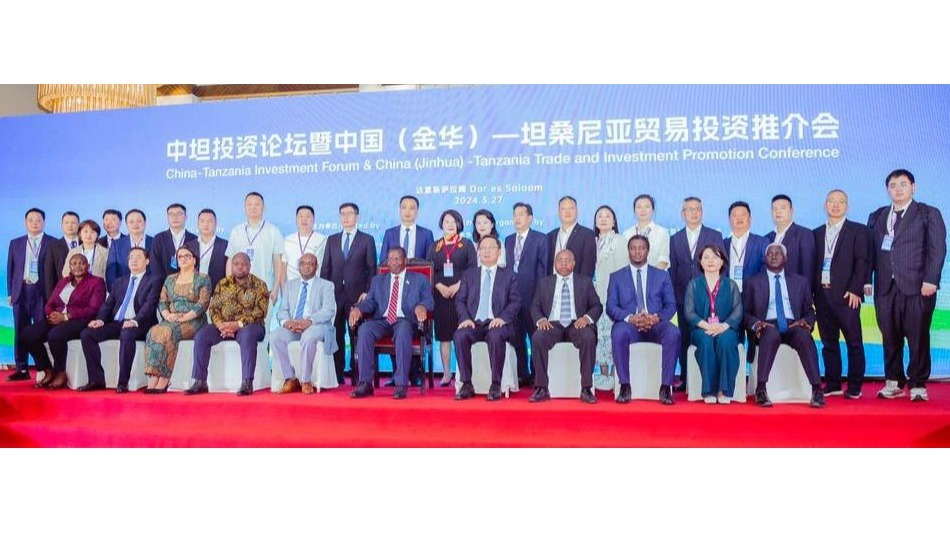 中坦投资论坛暨中国（金华）—坦桑尼亚贸易投资推介会
China-Tanzania Investment Forum & China (Jinhua) -Tanzania Trade and Investment Promotion Conference
达累斯萨拉姆 Dar es Salaam
2024.3.27